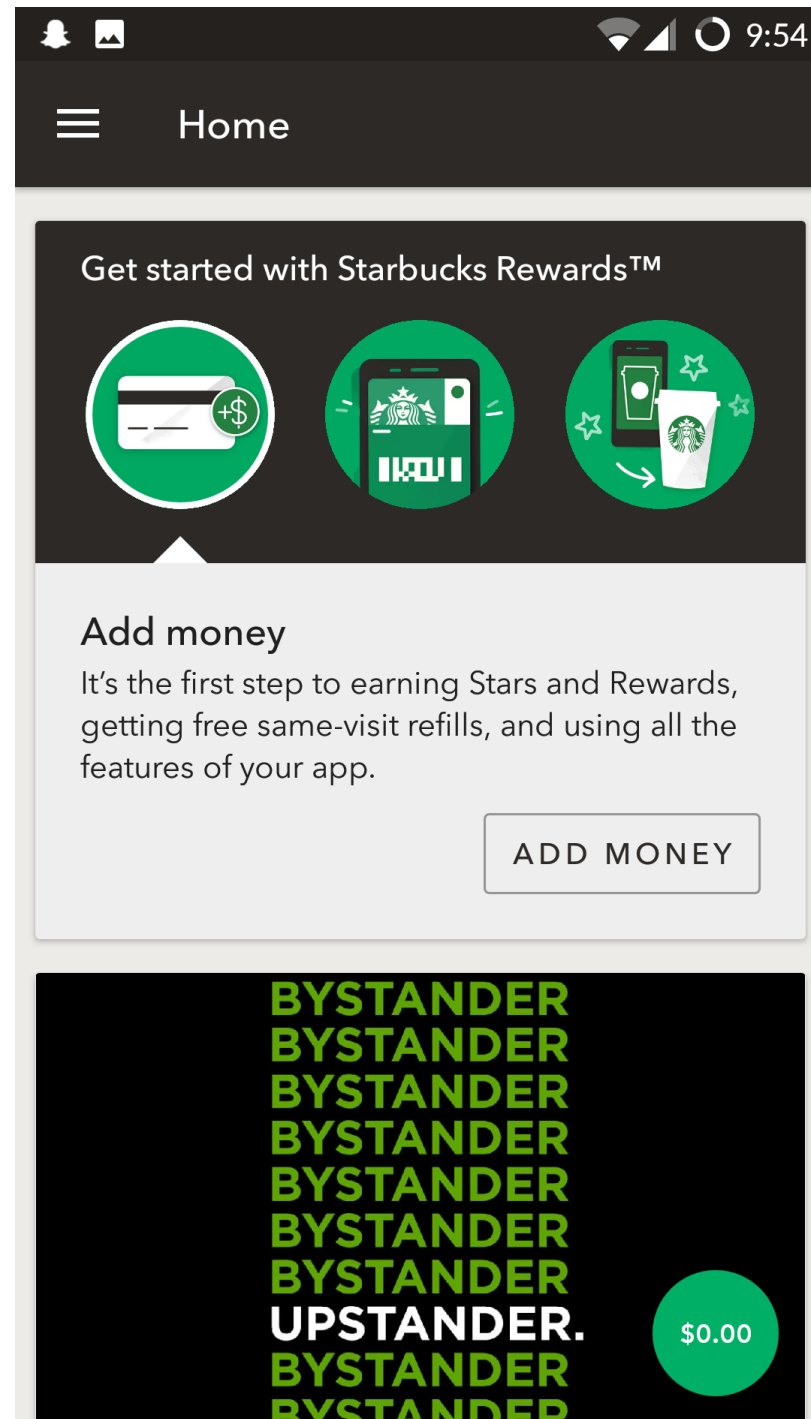 9:54
Home
Get started with Starbucks Rewards™
+$
Add money
It's the first step to earning Stars and Rewards,
getting free same-visit refills, and using all the
features of your app.
ADD MONEY
BYSTANDER
BYSTANDER
BYSTANDER
BYSTANDER
BYSTANDER
BYSTANDER
BYSTANDER
UPSTANDER.
$0.00
BYSTANDER
BYSTANDER